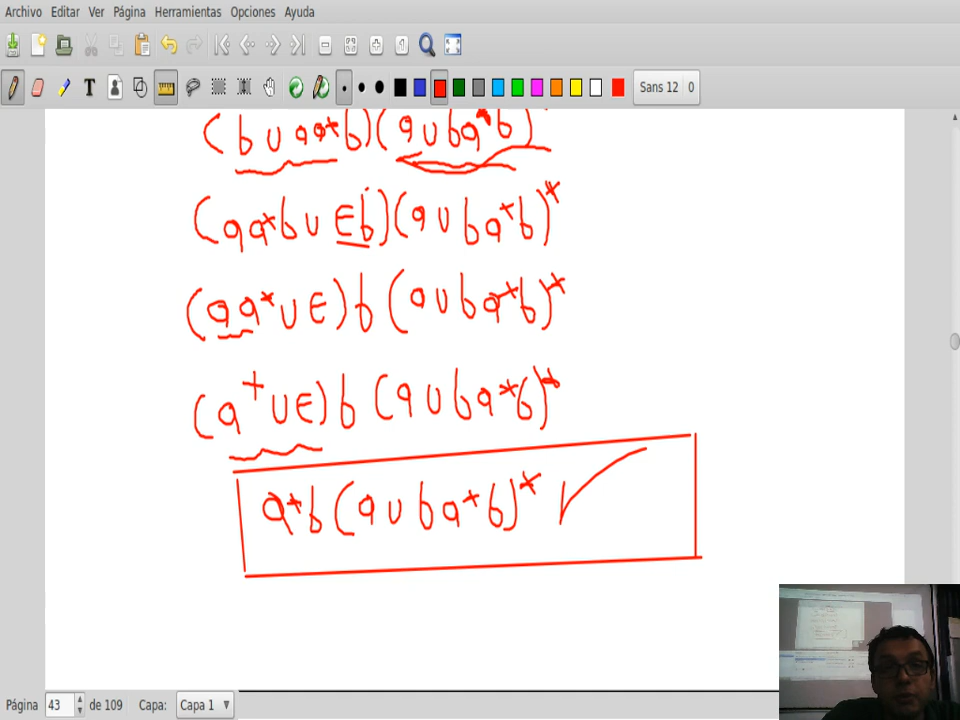 Archivo Editar Ver Página Herramientas Opciones Ayuda
Sans 12 0
(b∪aa*b)(a∪ba*b)*
(aa*b∪∈b)(a∪ba*b)*
(aa*∪∈)b(a∪ba*b)*
(a⁺∪∈)b(a∪ba*b)*
a*b(a∪ba*b)*
Página 43 de 109 Capa: Capa 1